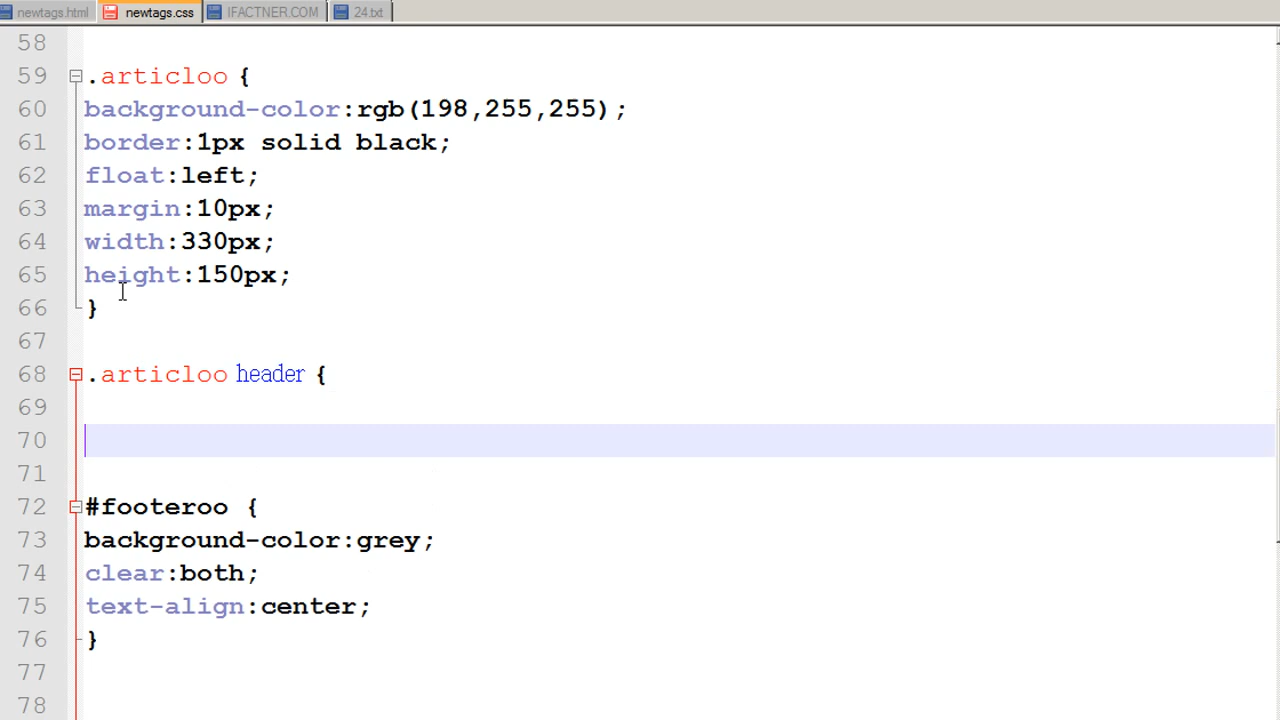 newtags.html newtags.css IFACTNER.COM 24.txt
58
59 .articloo {
60 background-color:rgb(198,255,255);
61 border:1px solid black;
62 float:left;
63 margin:10px;
64 width:330px;
65 height:150px;
66 }
67
68 .articloo header {
69
70
71
72 #footeroo {
73 background-color:grey;
74 clear:both;
75 text-align:center;
76 }
77
78